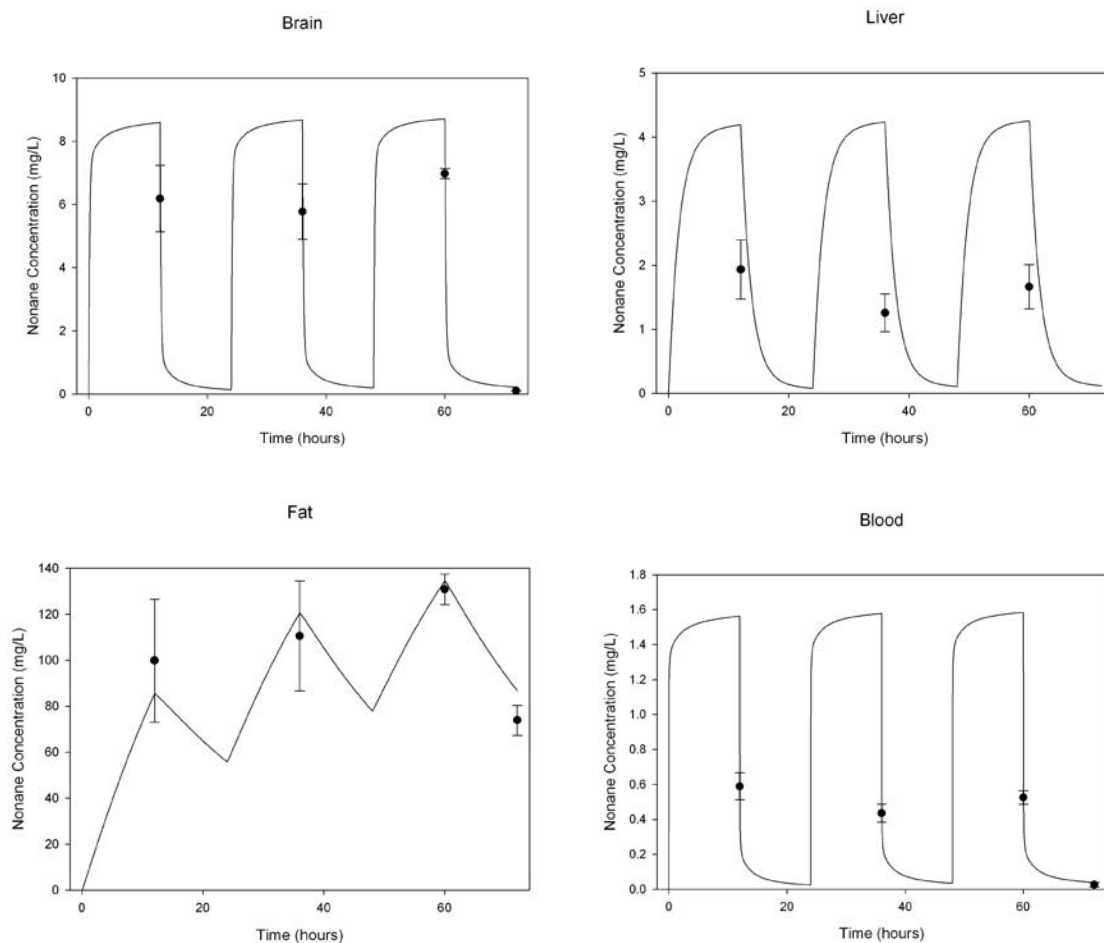 Brain
Nonane Concentration (mg/L)
10
8
6
4
2
0
0 20 40 60
Time (hours)
Liver
Nonane Concentration (mg/L)
5
4
3
2
1
0
0 20 40 60
Time (hours)
Fat
Nonane Concentration (mg/L)
140
120
100
80
60
40
20
0
0 20 40 60
Time (hours)
Blood
Nonane Concentration (mg/L)
1.8
1.6
1.4
1.2
1.0
0.8
0.6
0.4
0.2
0.0
0 20 40 60
Time (hours)